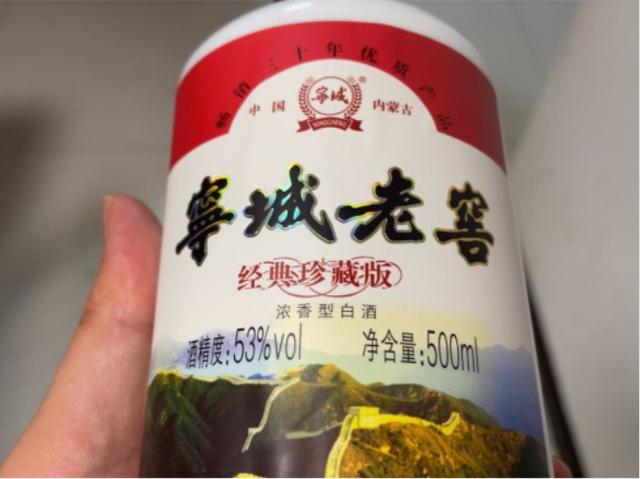 畅销三十年优质产品
中国 寧城 内蒙古
NINGCHENG
寧城老窖
经典珍藏版
浓香型白酒
酒精度:53%vol 净含量:500ml